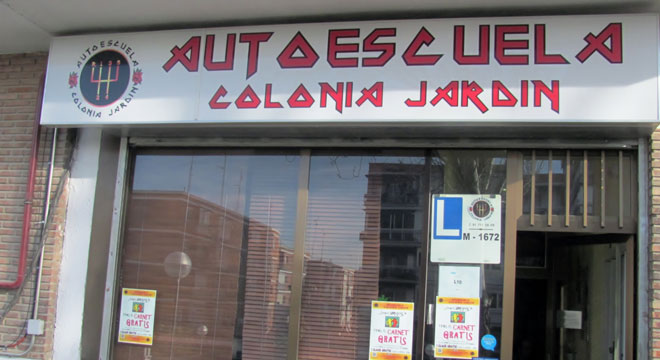 AUTOESCUELA
COLONIA JARDIN
AUTOESCUELA
COLONIA JARDIN
L
M - 1672
CARNET
GRATIS
CARNET
GRATIS
CARNET
GRATIS